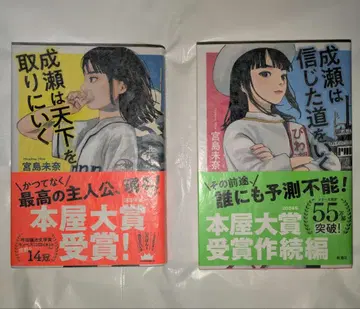 成瀬は
天下を
取りにいく
宮島未奈
かつてなく
最高の主人公、
本屋大賞
受賞!
14冠
成瀬は
信じた道をいく
宮島未奈
びわ
その前途、
誰にも予測不能!
本屋大賞
受賞作続編
55万部
突破!
新潮社